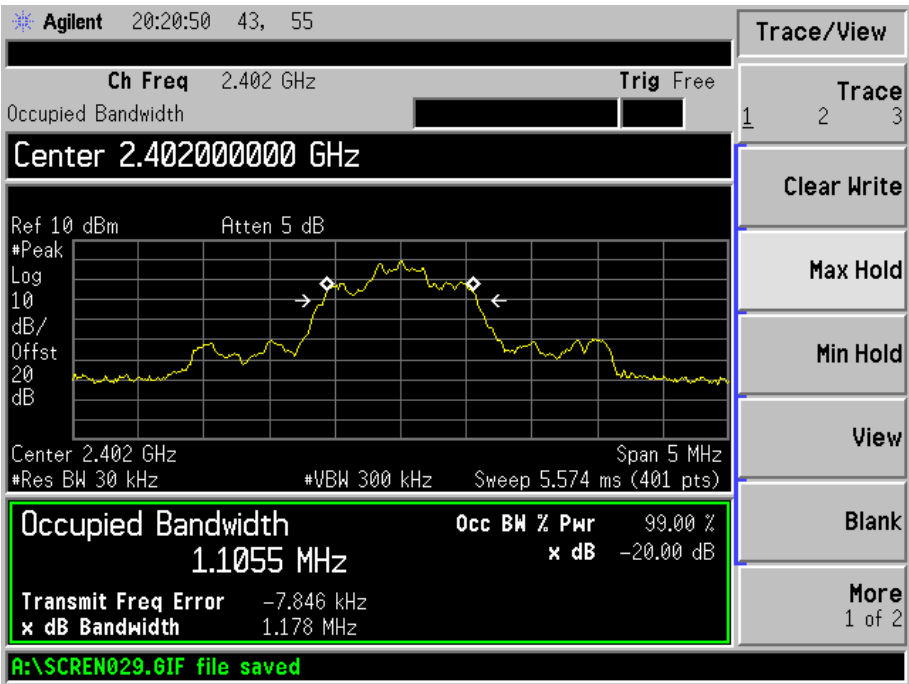 Agilent 20:20:50 43, 55
Trace/View
Ch Freq 2.402 GHz Trig Free
Occupied Bandwidth
Trace
1 2 3
Center 2.402000000 GHz
Clear Write
Ref 10 dBm Atten 5 dB
#Peak
Log
10
dB/
Offst
20
dB
Max Hold
Min Hold
Center 2.402 GHz Span 5 MHz
#Res BW 30 kHz #VBW 300 kHz Sweep 5.574 ms (401 pts)
View
Occupied Bandwidth
1.1055 MHz
Occ BW % Pwr 99.00 %
x dB -20.00 dB
Transmit Freq Error -7.846 kHz
x dB Bandwidth 1.178 MHz
Blank
More
1 of 2
A:\SCREN029.GIF file saved